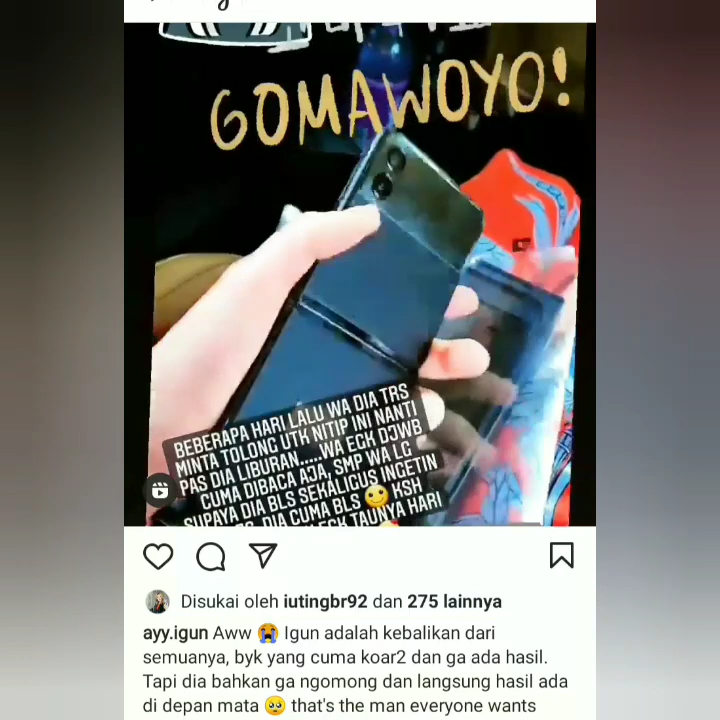 GOMAWOYO!
BEBERAPA HARI LALU WA DIA TRS
MINTA TOLONG UTK NITIP INI NANTI
PAS DIA LIBURAN.....WA EGK DJWB
CUMA DIBACA AJA, SMP WA LG
SUPAYA DIA BLS SEKALIGUS INGETIN
DIA CUMA BLS 🙂 KSH
EGK TAUNYA HARI
Disukai oleh iutingbr92 dan 275 lainnya
ayy.igun Aww 😭 Igun adalah kebalikan dari
semuanya, byk yang cuma koar2 dan ga ada hasil.
Tapi dia bahkan ga ngomong dan langsung hasil ada
di depan mata 🥺 that's the man everyone wants